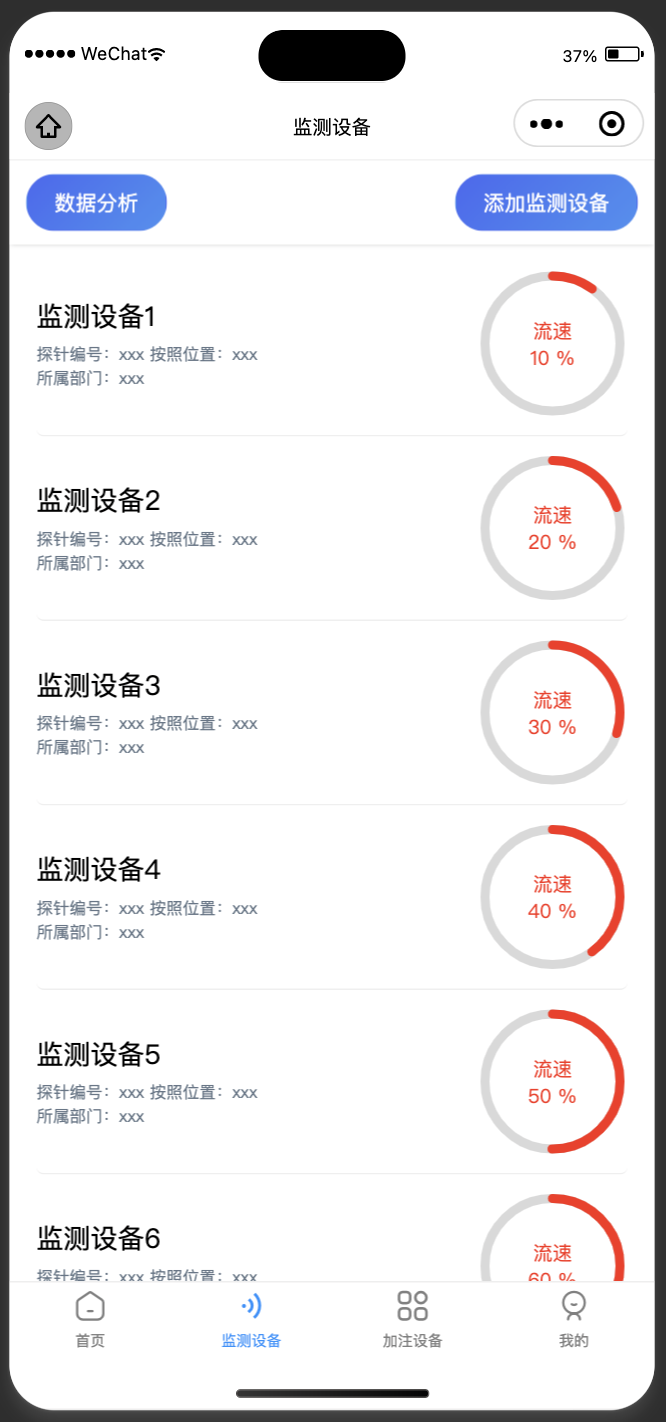 WeChat
37%
监测设备
数据分析
添加监测设备
监测设备1
探针编号：xxx 按照位置：xxx
所属部门：xxx
流速
10 %
监测设备2
探针编号：xxx 按照位置：xxx
所属部门：xxx
流速
20 %
监测设备3
探针编号：xxx 按照位置：xxx
所属部门：xxx
流速
30 %
监测设备4
探针编号：xxx 按照位置：xxx
所属部门：xxx
流速
40 %
监测设备5
探针编号：xxx 按照位置：xxx
所属部门：xxx
流速
50 %
监测设备6
探针编号：xxx 按照位置：xxx
流速
60 %
首页
监测设备
加注设备
我的